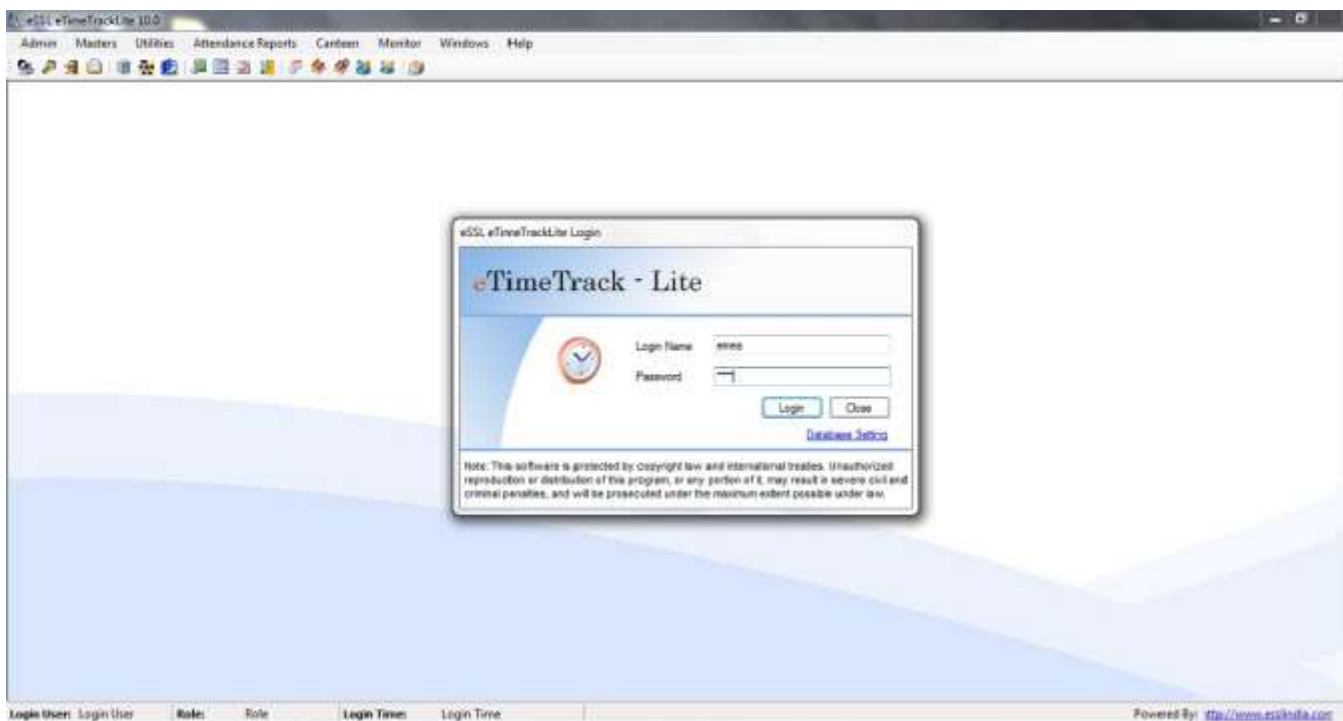 eSSL eTimeTrackLite 10.0
Admin Masters Utilities Attendance Reports Canteen Monitor Windows Help
eSSL eTimeTrackLite Login
eTimeTrack - Lite
Login Name
Password
Login Close
Database Setting
Note: This software is protected by copyright law and international treaties. Unauthorized
reproduction or distribution of this program, or any portion of it, may result in severe civil and
criminal penalties, and will be prosecuted under the maximum extent possible under law.
Login User: Login User Role: Role Login Time: Login Time Powered By: http://www.esslindia.com